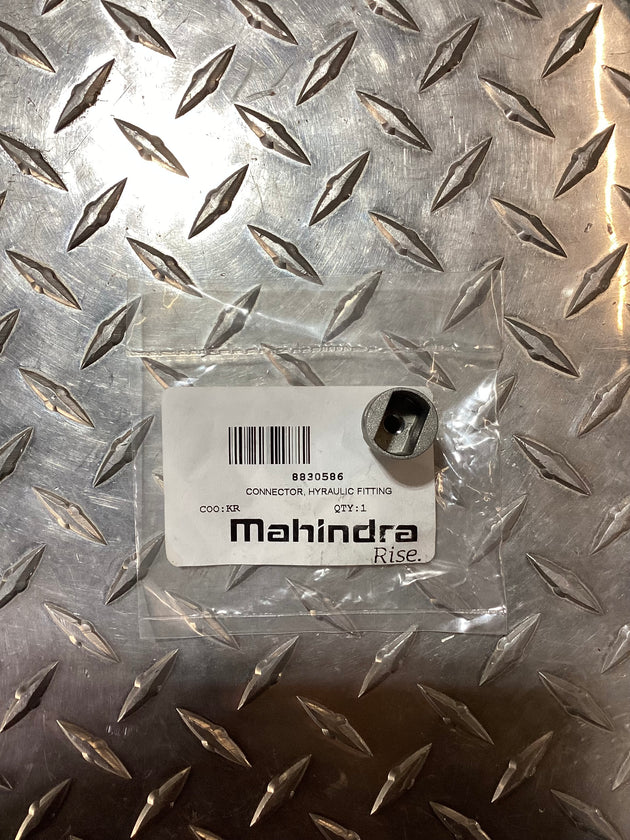 8830586
CONNECTOR, HYRAULIC FITTING
COO:KR QTY:1
Mahindra
Rise.